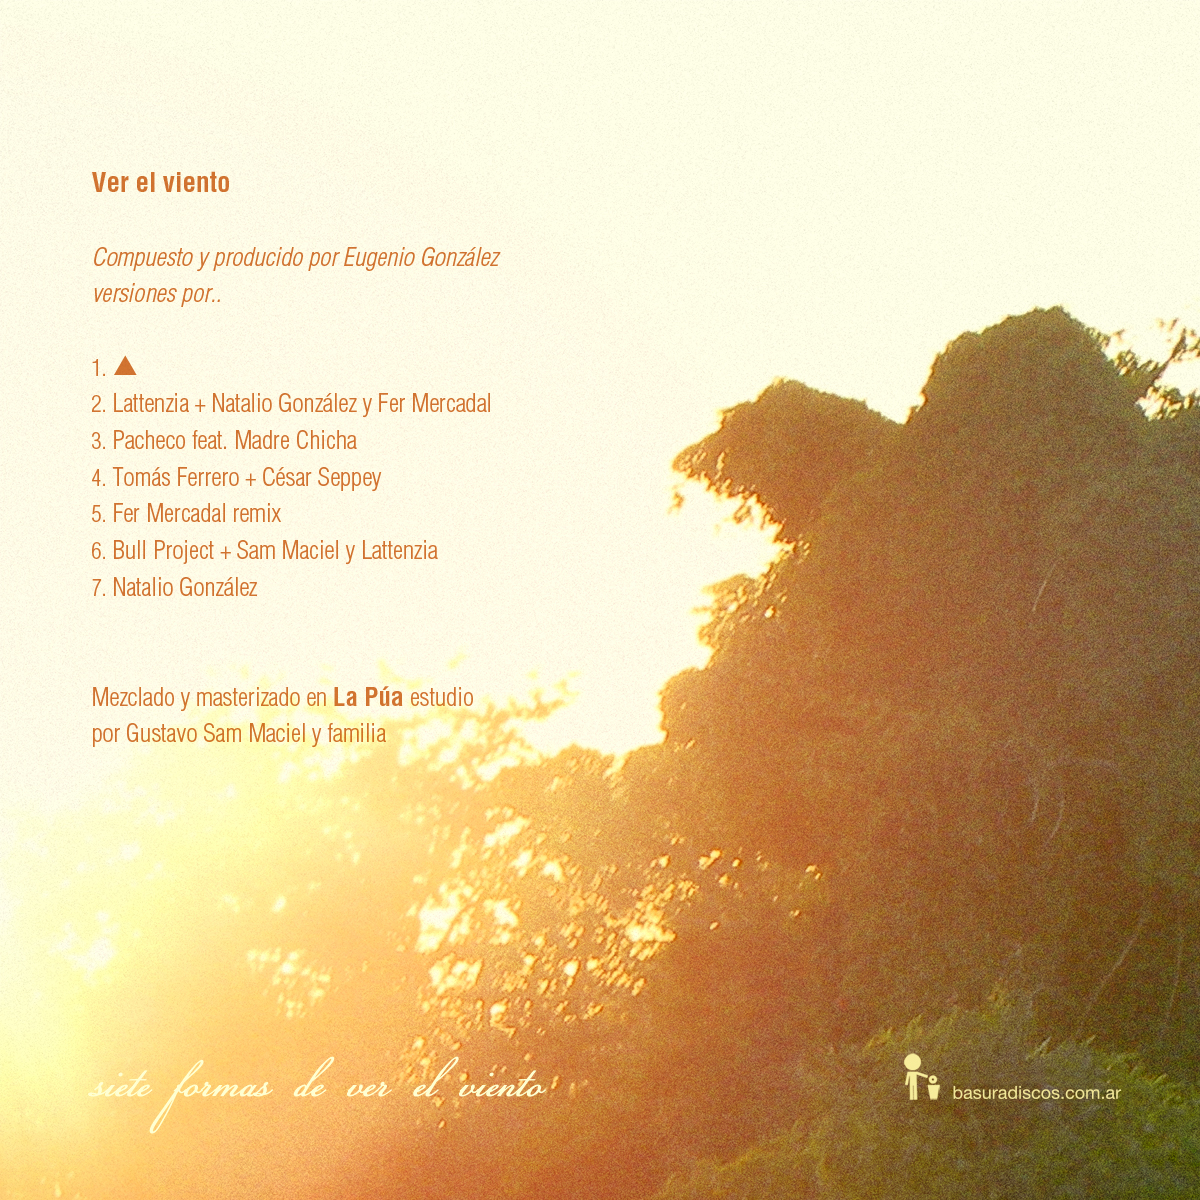 Ver el viento
Compuesto y producido por Eugenio González
versiones por..
1. ▲
2. Lattenzia + Natalio González y Fer Mercadal
3. Pacheco feat. Madre Chicha
4. Tomás Ferrero + César Seppey
5. Fer Mercadal remix
6. Bull Project + Sam Maciel y Lattenzia
7. Natalio González
Mezclado y masterizado en La Púa estudio
por Gustavo Sam Maciel y familia
siete formas de ver el viento
basuradiscos.com.ar